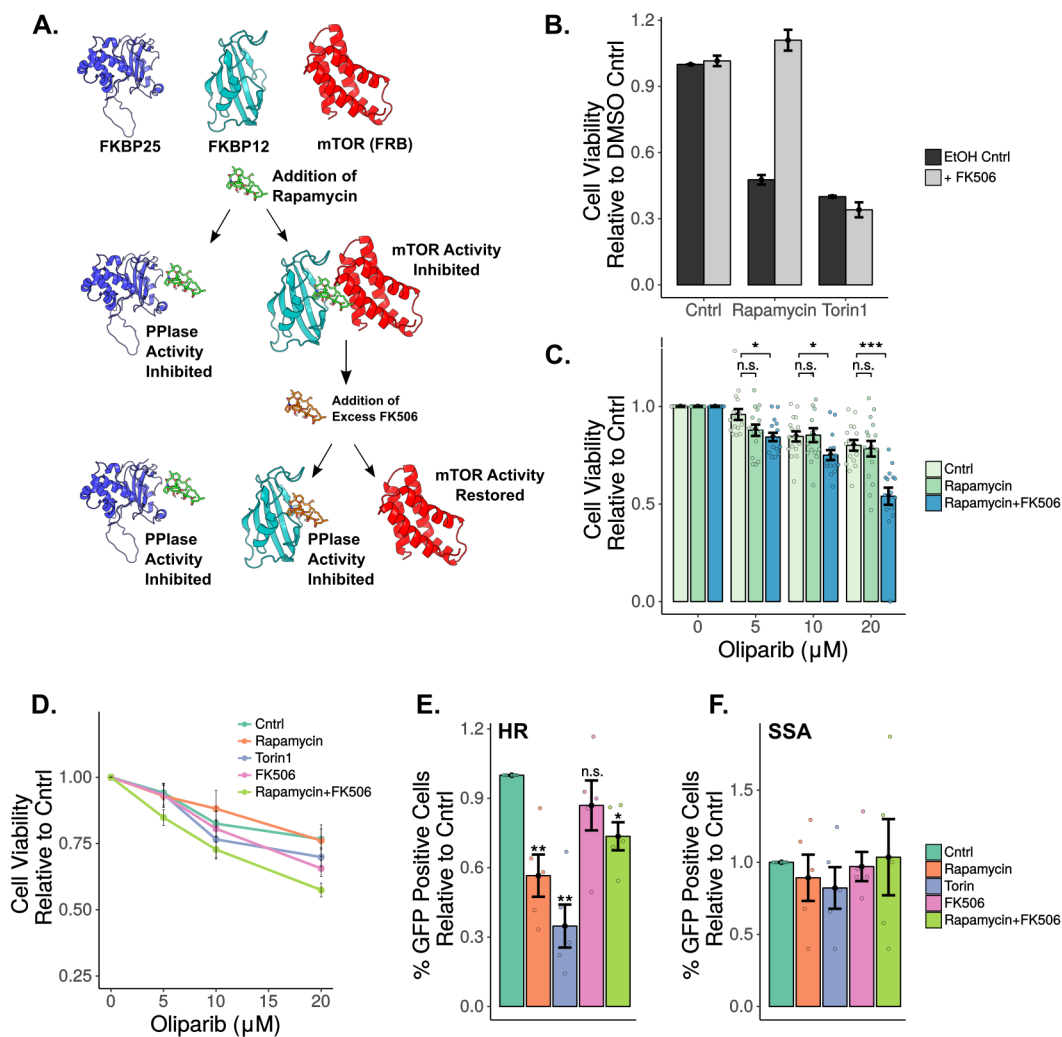 A.
FKBP25
FKBP12
mTOR (FRB)
Addition of
Rapamycin
PPIase
Activity
Inhibited
mTOR Activity
Inhibited
Addition of
Excess FK506
PPIase
Activity
Inhibited
PPIase
Activity
Inhibited
mTOR Activity
Restored
B.
Cell Viability
Relative to DMSO Cntrl
1.2
0.9
0.6
0.3
0.0
Cntrl Rapamycin Torin1
EtOH Cntrl
+ FK506
C.
Cell Viability
Relative to Cntrl
1.0
0.5
0.0
* * ***
n.s. n.s. n.s.
0 5 10 20
Oliparib (µM)
Cntrl
Rapamycin
Rapamycin+FK506
D.
Cell Viability
Relative to Cntrl
1.00
0.75
0.50
0.25
0 5 10 15 20
Oliparib (µM)
Cntrl
Rapamycin
Torin1
FK506
Rapamycin+FK506
E.
HR
% GFP Positive Cells
Relative to Cntrl
1.2
0.9
0.6
0.3
0.0
**
**
n.s.
*
F.
SSA
% GFP Positive Cells
Relative to Cntrl
1.5
1.0
0.5
0.0
Cntrl
Rapamycin
Torin
FK506
Rapamycin+FK506